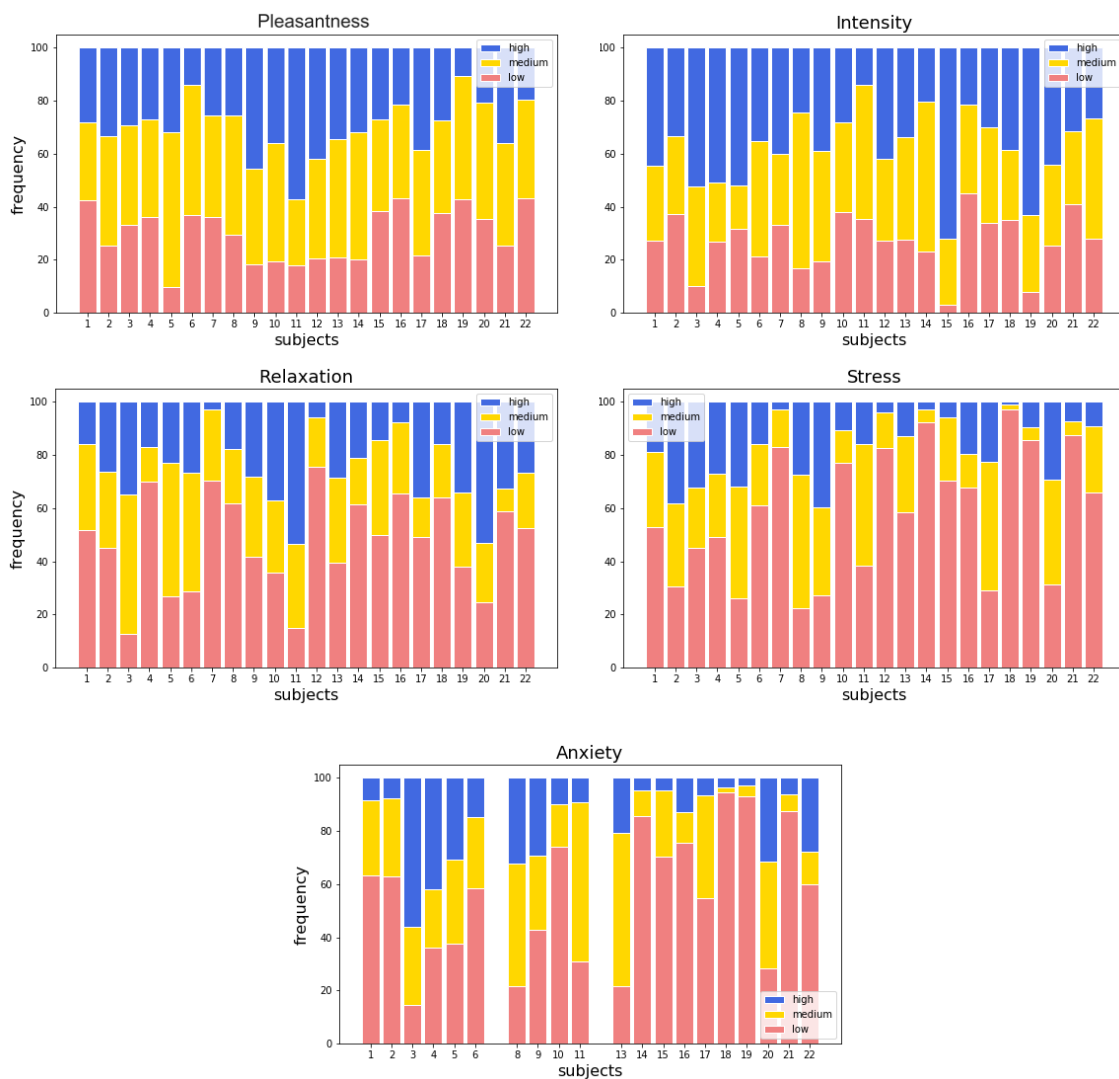 Pleasantness
100
80
60
40
20
0
frequency
high
medium
low
1 2 3 4 5 6 7 8 9 10 11 12 13 14 15 16 17 18 19 20 21 22
subjects
Intensity
100
80
60
40
20
0
high
medium
low
1 2 3 4 5 6 7 8 9 10 11 12 13 14 15 16 17 18 19 20 21 22
subjects
Relaxation
100
80
60
40
20
0
frequency
high
medium
low
1 2 3 4 5 6 7 8 9 10 11 12 13 14 15 16 17 18 19 20 21 22
subjects
Stress
100
80
60
40
20
0
high
medium
low
1 2 3 4 5 6 7 8 9 10 11 12 13 14 15 16 17 18 19 20 21 22
subjects
Anxiety
100
80
60
40
20
0
frequency
high
medium
low
1 2 3 4 5 6 8 9 10 11 13 14 15 16 17 18 19 20 21 22
subjects